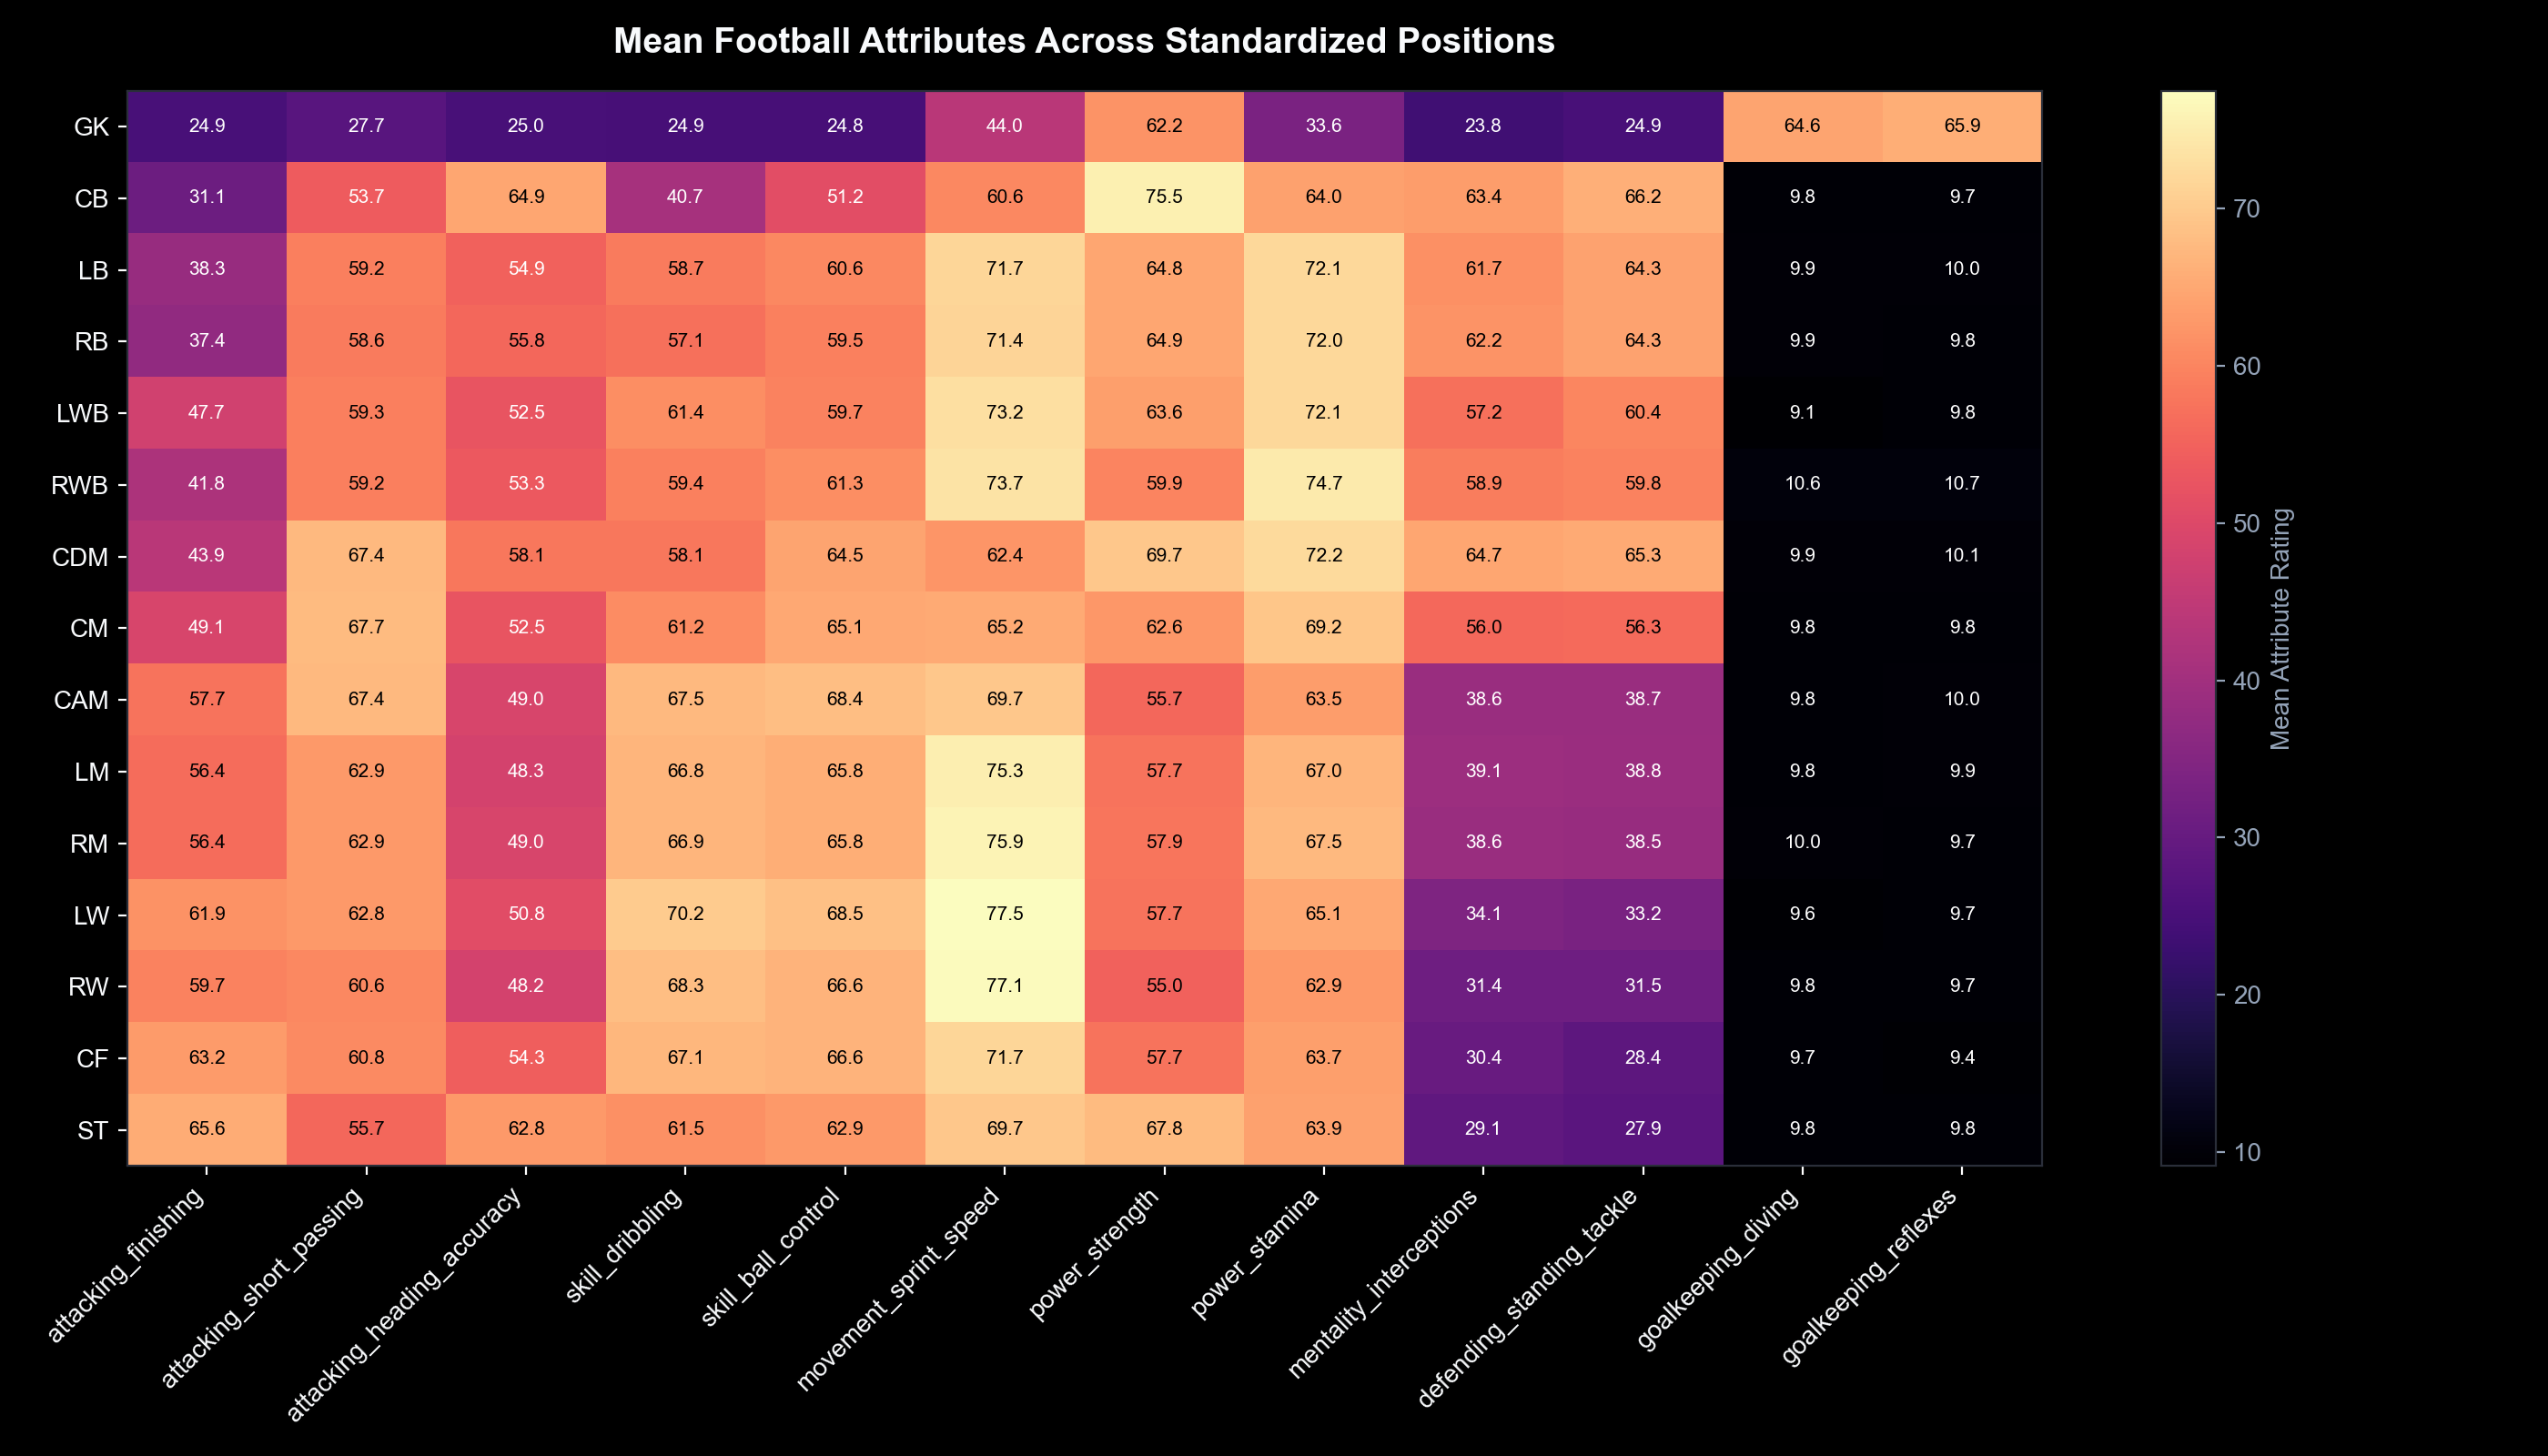 Mean Football Attributes Across Standardized Positions
GK 24.9 27.7 25.0 24.9 24.8 44.0 62.2 33.6 23.8 24.9 64.6 65.9
CB 31.1 53.7 64.9 40.7 51.2 60.6 75.5 64.0 63.4 66.2 9.8 9.7
LB 38.3 59.2 54.9 58.7 60.6 71.7 64.8 72.1 61.7 64.3 9.9 10.0
RB 37.4 58.6 55.8 57.1 59.5 71.4 64.9 72.0 62.2 64.3 9.9 9.8
LWB 47.7 59.3 52.5 61.4 59.7 73.2 63.6 72.1 57.2 60.4 9.1 9.8
RWB 41.8 59.2 53.3 59.4 61.3 73.7 59.9 74.7 58.9 59.8 10.6 10.7
CDM 43.9 67.4 58.1 58.1 64.5 62.4 69.7 72.2 64.7 65.3 9.9 10.1
CM 49.1 67.7 52.5 61.2 65.1 65.2 62.6 69.2 56.0 56.3 9.8 9.8
CAM 57.7 67.4 49.0 67.5 68.4 69.7 55.7 63.5 38.6 38.7 9.8 10.0
LM 56.4 62.9 48.3 66.8 65.8 75.3 57.7 67.0 39.1 38.8 9.8 9.9
RM 56.4 62.9 49.0 66.9 65.8 75.9 57.9 67.5 38.6 38.5 10.0 9.7
LW 61.9 62.8 50.8 70.2 68.5 77.5 57.7 65.1 34.1 33.2 9.6 9.7
RW 59.7 60.6 48.2 68.3 66.6 77.1 55.0 62.9 31.4 31.5 9.8 9.7
CF 63.2 60.8 54.3 67.1 66.6 71.7 57.7 63.7 30.4 28.4 9.7 9.4
ST 65.6 55.7 62.8 61.5 62.9 69.7 67.8 63.9 29.1 27.9 9.8 9.8
attacking_finishing
attacking_short_passing
attacking_heading_accuracy
skill_dribbling
skill_ball_control
movement_sprint_speed
power_strength
power_stamina
mentality_interceptions
defending_standing_tackle
goalkeeping_diving
goalkeeping_reflexes
70
60
50
40
30
20
10
Mean Attribute Rating